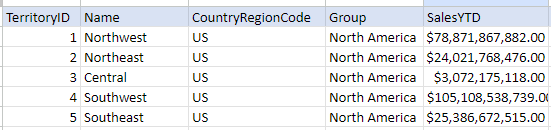 TerritoryID Name CountryRegionCode Group SalesYTD
1 Northwest US North America $78,871,867,882.00
2 Northeast US North America $24,021,768,476.00
3 Central US North America $3,072,175,118.00
4 Southwest US North America $105,108,538,739.00
5 Southeast US North America $25,386,672,515.00